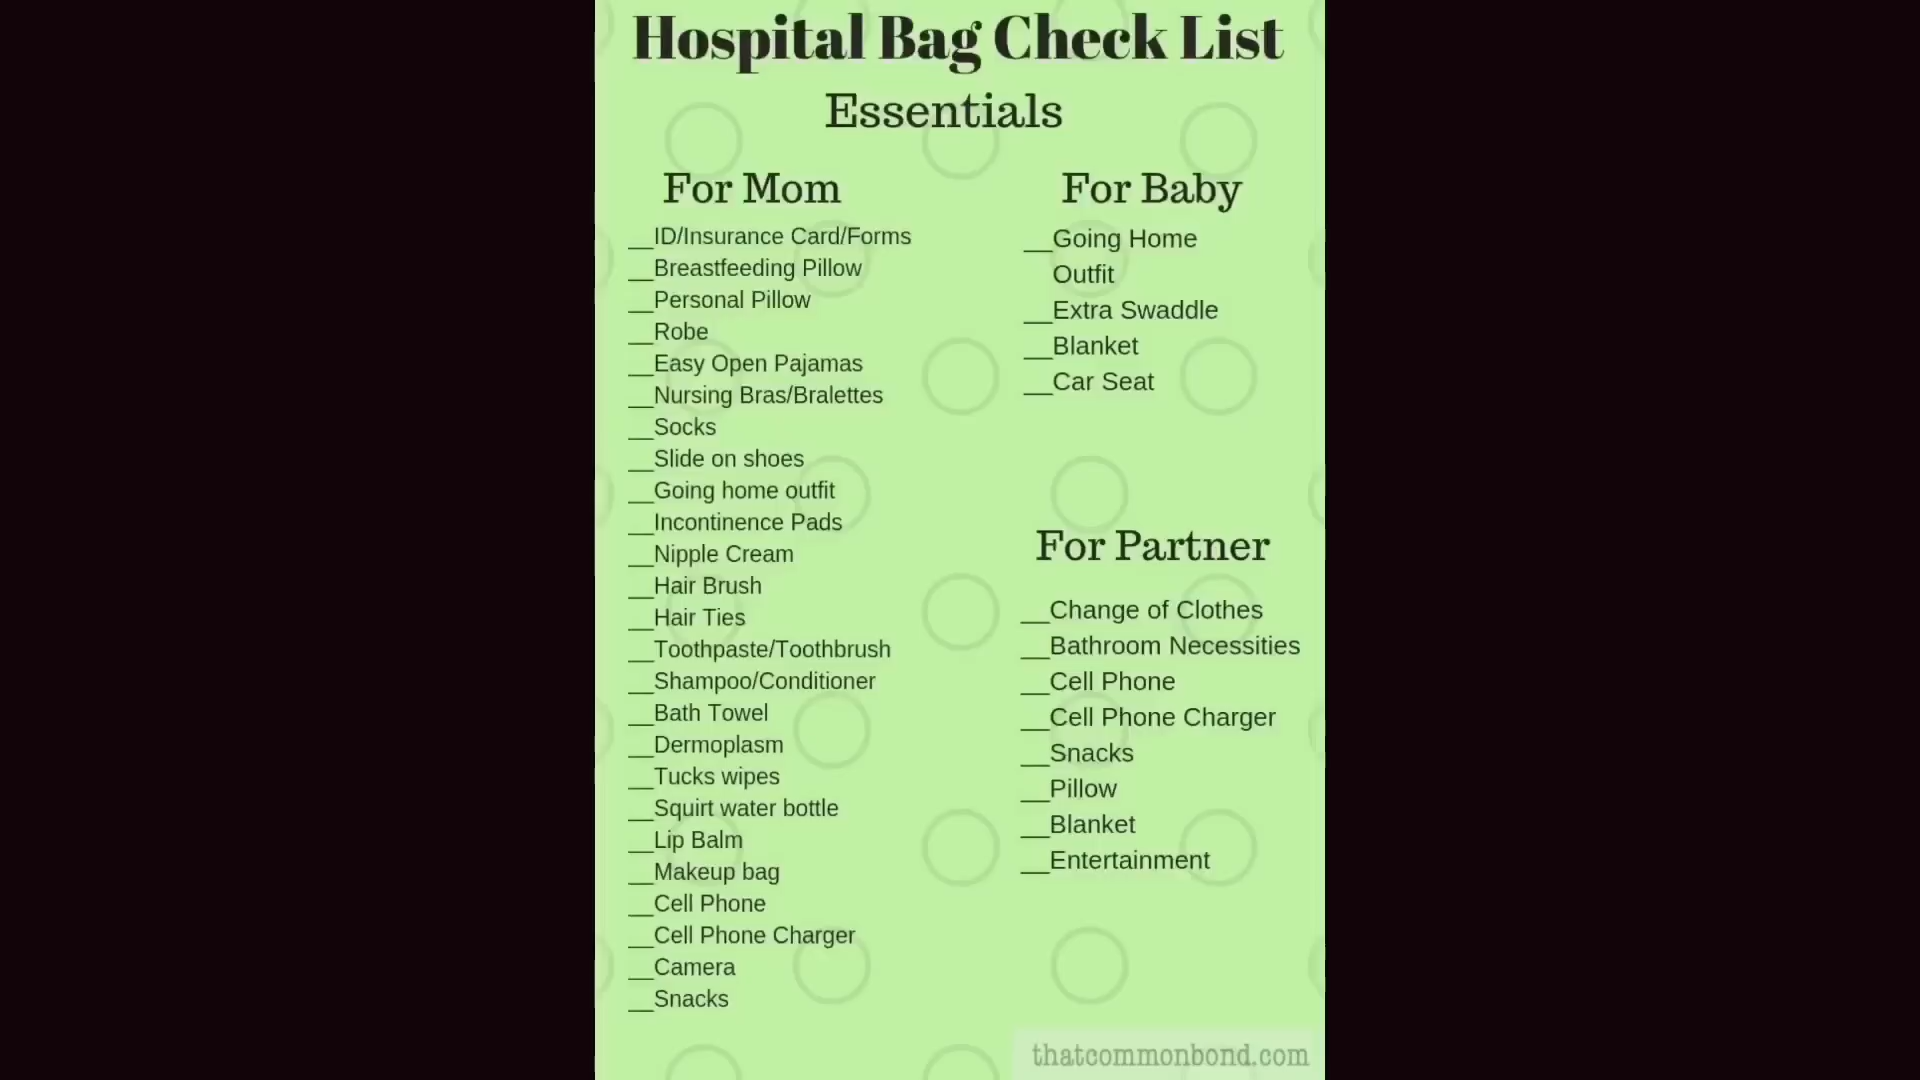 Hospital Bag Check List
Essentials
For Mom
__ID/Insurance Card/Forms
__Breastfeeding Pillow
__Personal Pillow
__Robe
__Easy Open Pajamas
__Nursing Bras/Bralettes
__Socks
__Slide on shoes
__Going home outfit
__Incontinence Pads
__Nipple Cream
__Hair Brush
__Hair Ties
__Toothpaste/Toothbrush
__Shampoo/Conditioner
__Bath Towel
__Dermoplasm
__Tucks wipes
__Squirt water bottle
__Lip Balm
__Makeup bag
__Cell Phone
__Cell Phone Charger
__Camera
__Snacks
For Baby
__Going Home
Outfit
__Extra Swaddle
__Blanket
__Car Seat
For Partner
__Change of Clothes
__Bathroom Necessities
__Cell Phone
__Cell Phone Charger
__Snacks
__Pillow
__Blanket
__Entertainment
thatcommonbond.com